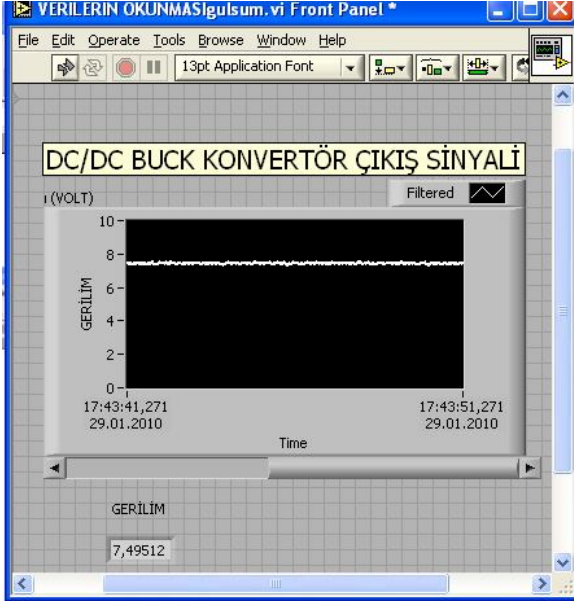 VERILERIN OKUNMASIgulsum.vi Front Panel *
File Edit Operate Tools Browse Window Help
13pt Application Font
DC/DC BUCK KONVERTÖR ÇIKIŞ SİNYALİ
ı (VOLT)
Filtered
10
8
6
4
2
0
GERİLİM
17:43:41,271
29.01.2010
17:43:51,271
29.01.2010
Time
GERİLİM
7,49512